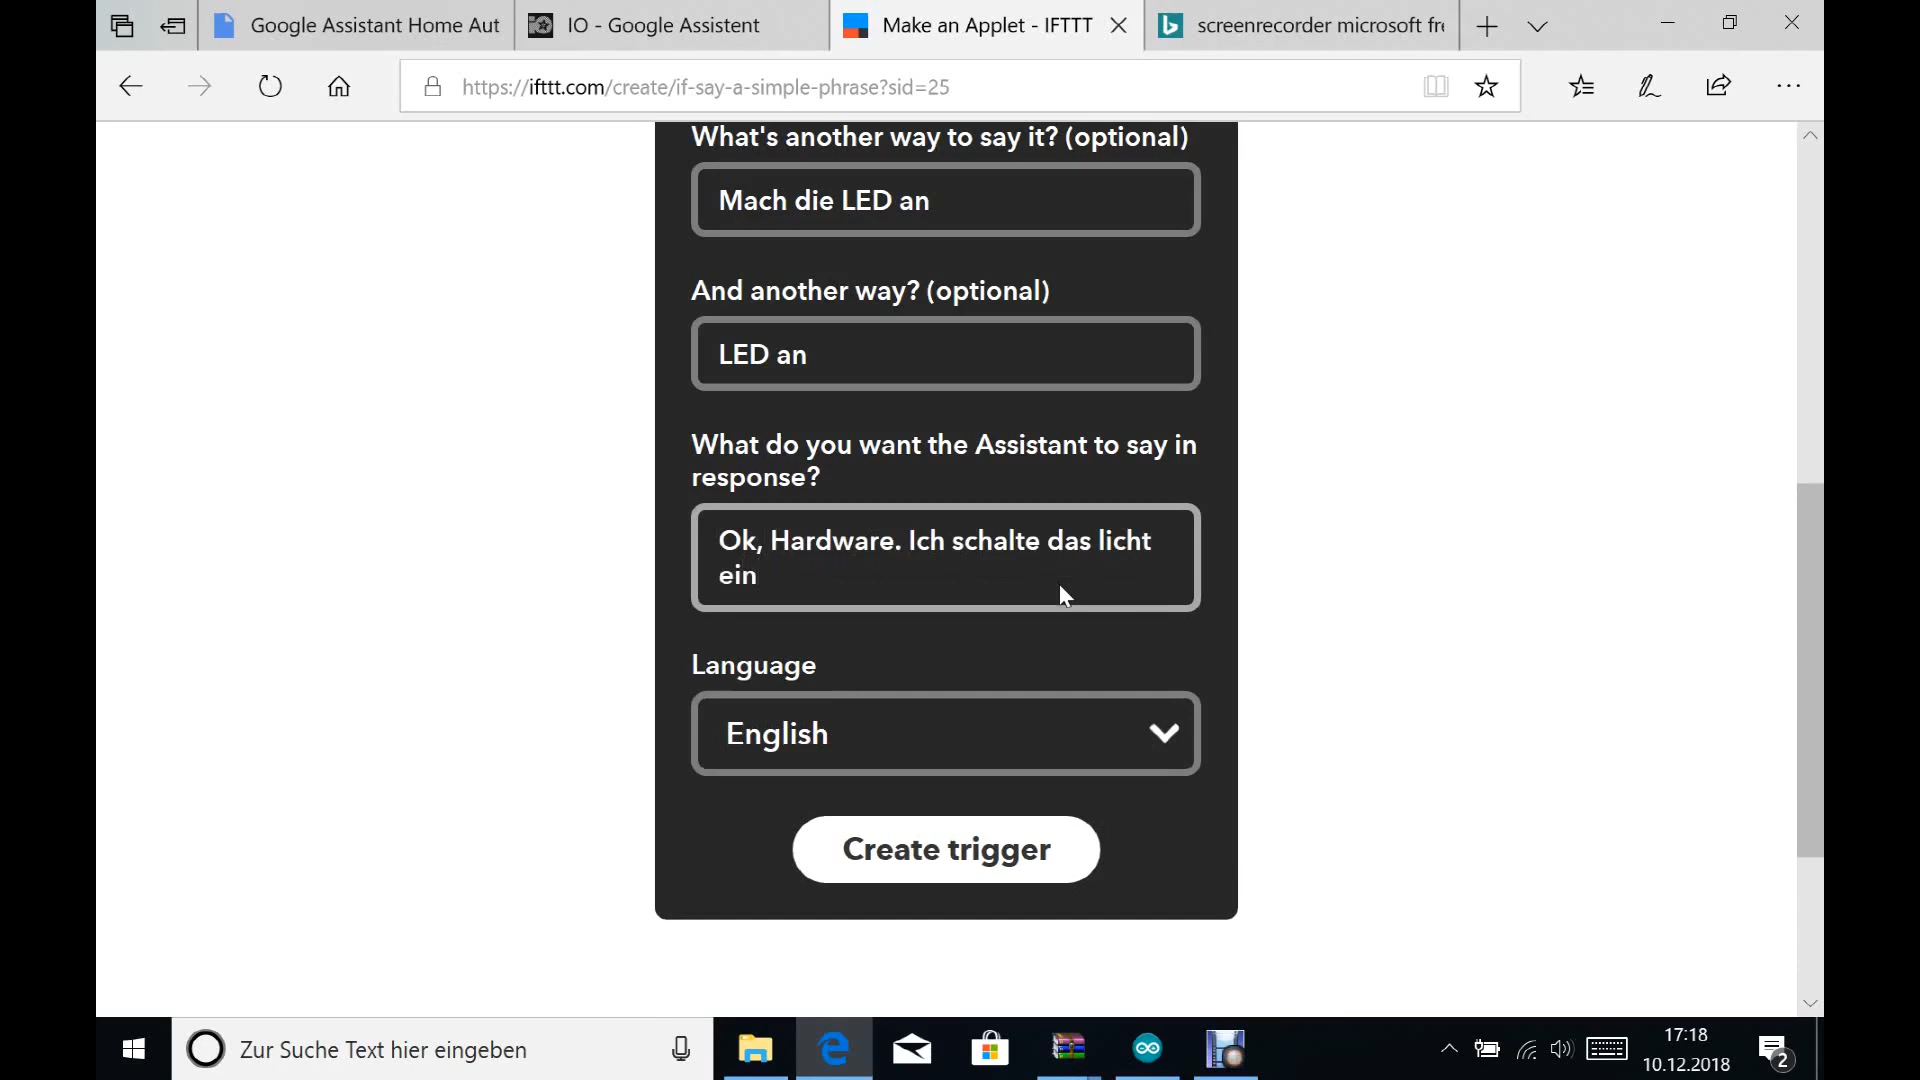 Google Assistant Home Aut
IO - Google Assistent
Make an Applet - IFTTT
screenrecorder microsoft fre
https://ifttt.com/create/if-say-a-simple-phrase?sid=25
What's another way to say it? (optional)
Mach die LED an
And another way? (optional)
LED an
What do you want the Assistant to say in
response?
Ok, Hardware. Ich schalte das licht
ein
Language
English
Create trigger
Zur Suche Text hier eingeben
17:18
10.12.2018
2